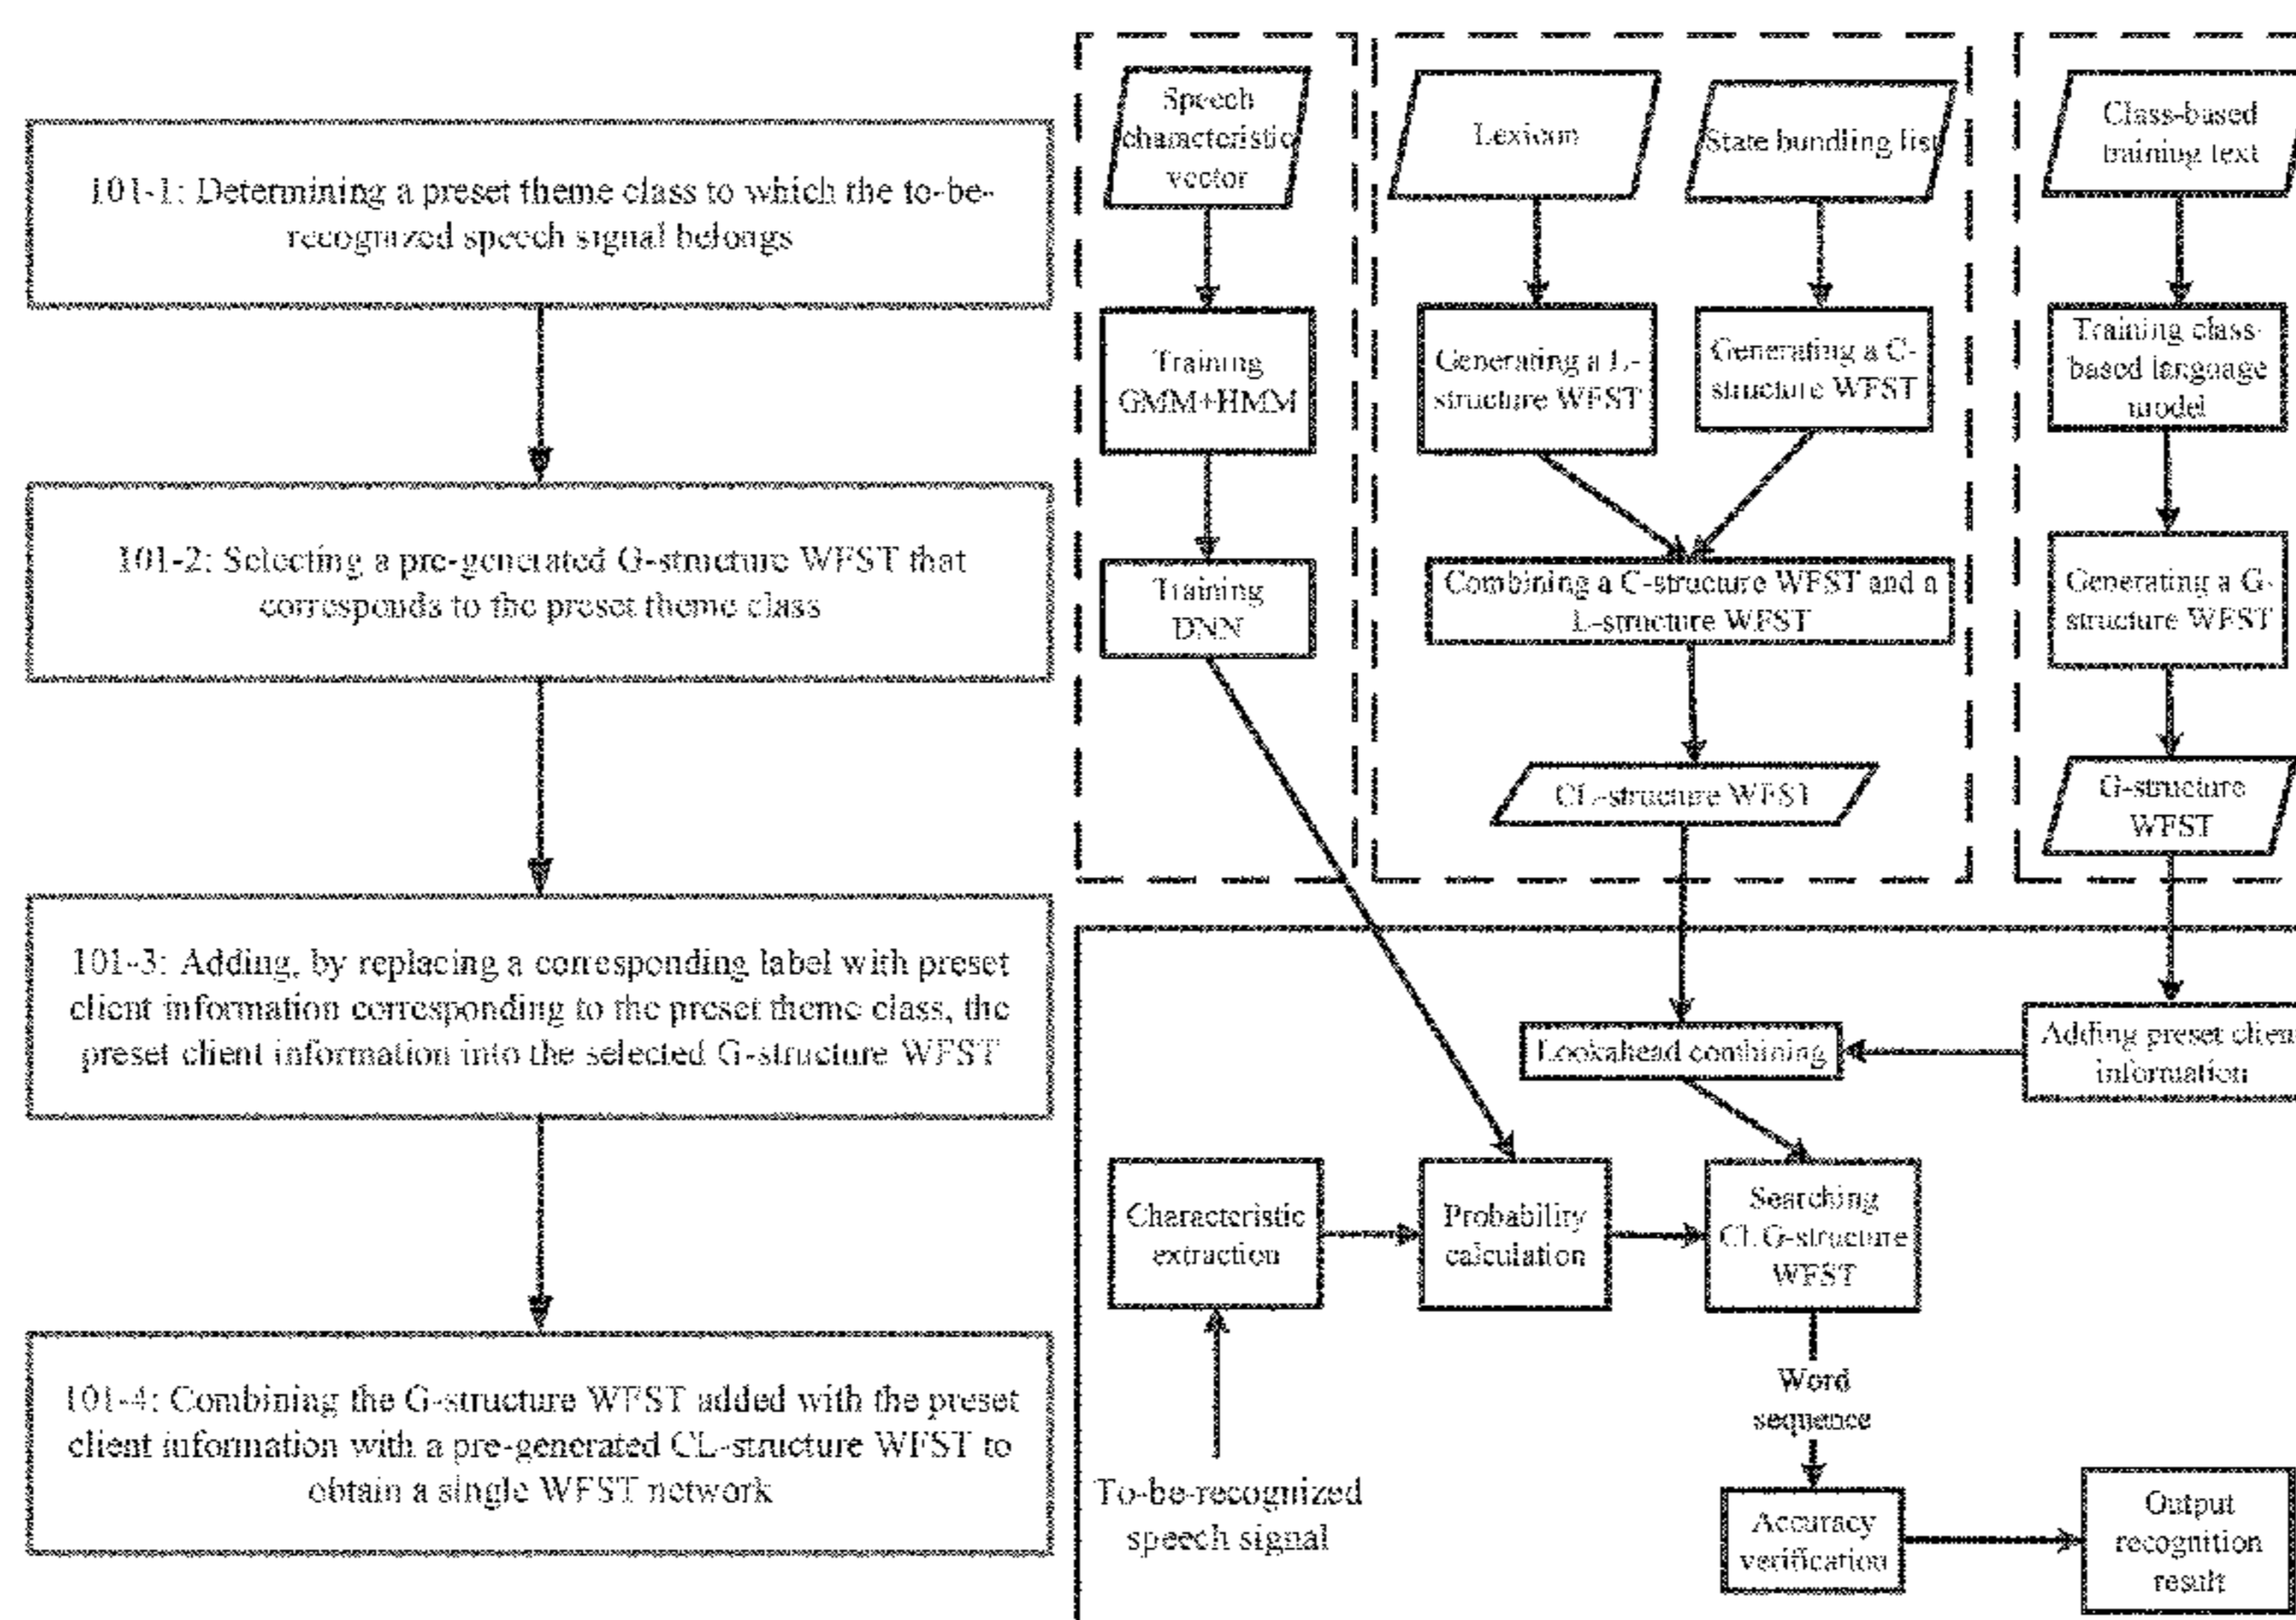 101-1: Determining a preset theme class to which the to-be-
recognized speech signal belongs
101-2: Selecting a pre-generated G-structure WFST that
corresponds to the preset theme class
101-3: Adding, by replacing a corresponding label with preset
client information corresponding to the preset theme class, the
preset client information into the selected G-structure WFST
101-4: Combining the G-structure WFST added with the preset
client information with a pre-generated CL-structure WFST to
obtain a single WFST network
Speech
characteristic
vector
Training
GMM+HMM
Training
DNN
Lexicon
State bundling list
Generating a L-
structure WFST
Generating a C-
structure WFST
Combining a C-structure WFST and a
L-structure WFST
CL-structure WFST
Class-based
training text
Training class-
based language
model
Generating a G-
structure WFST
G-structure
WFST
Adding preset client
information
Lookahead combining
Characteristic
extraction
Probability
calculation
Searching
CLG-structure
WFST
To-be-recognized
speech signal
Word
sequence
Accuracy
verification
Output
recognition
result